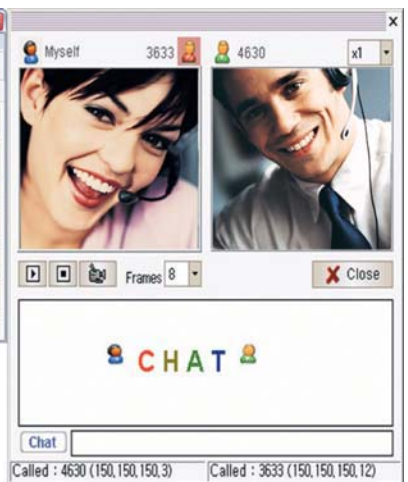 x
Myself 3633 4630 x1
Frames 8 Close
CHAT
Chat
Called : 4630 (150,150,150,3) Called : 3633 (150,150,150,12)